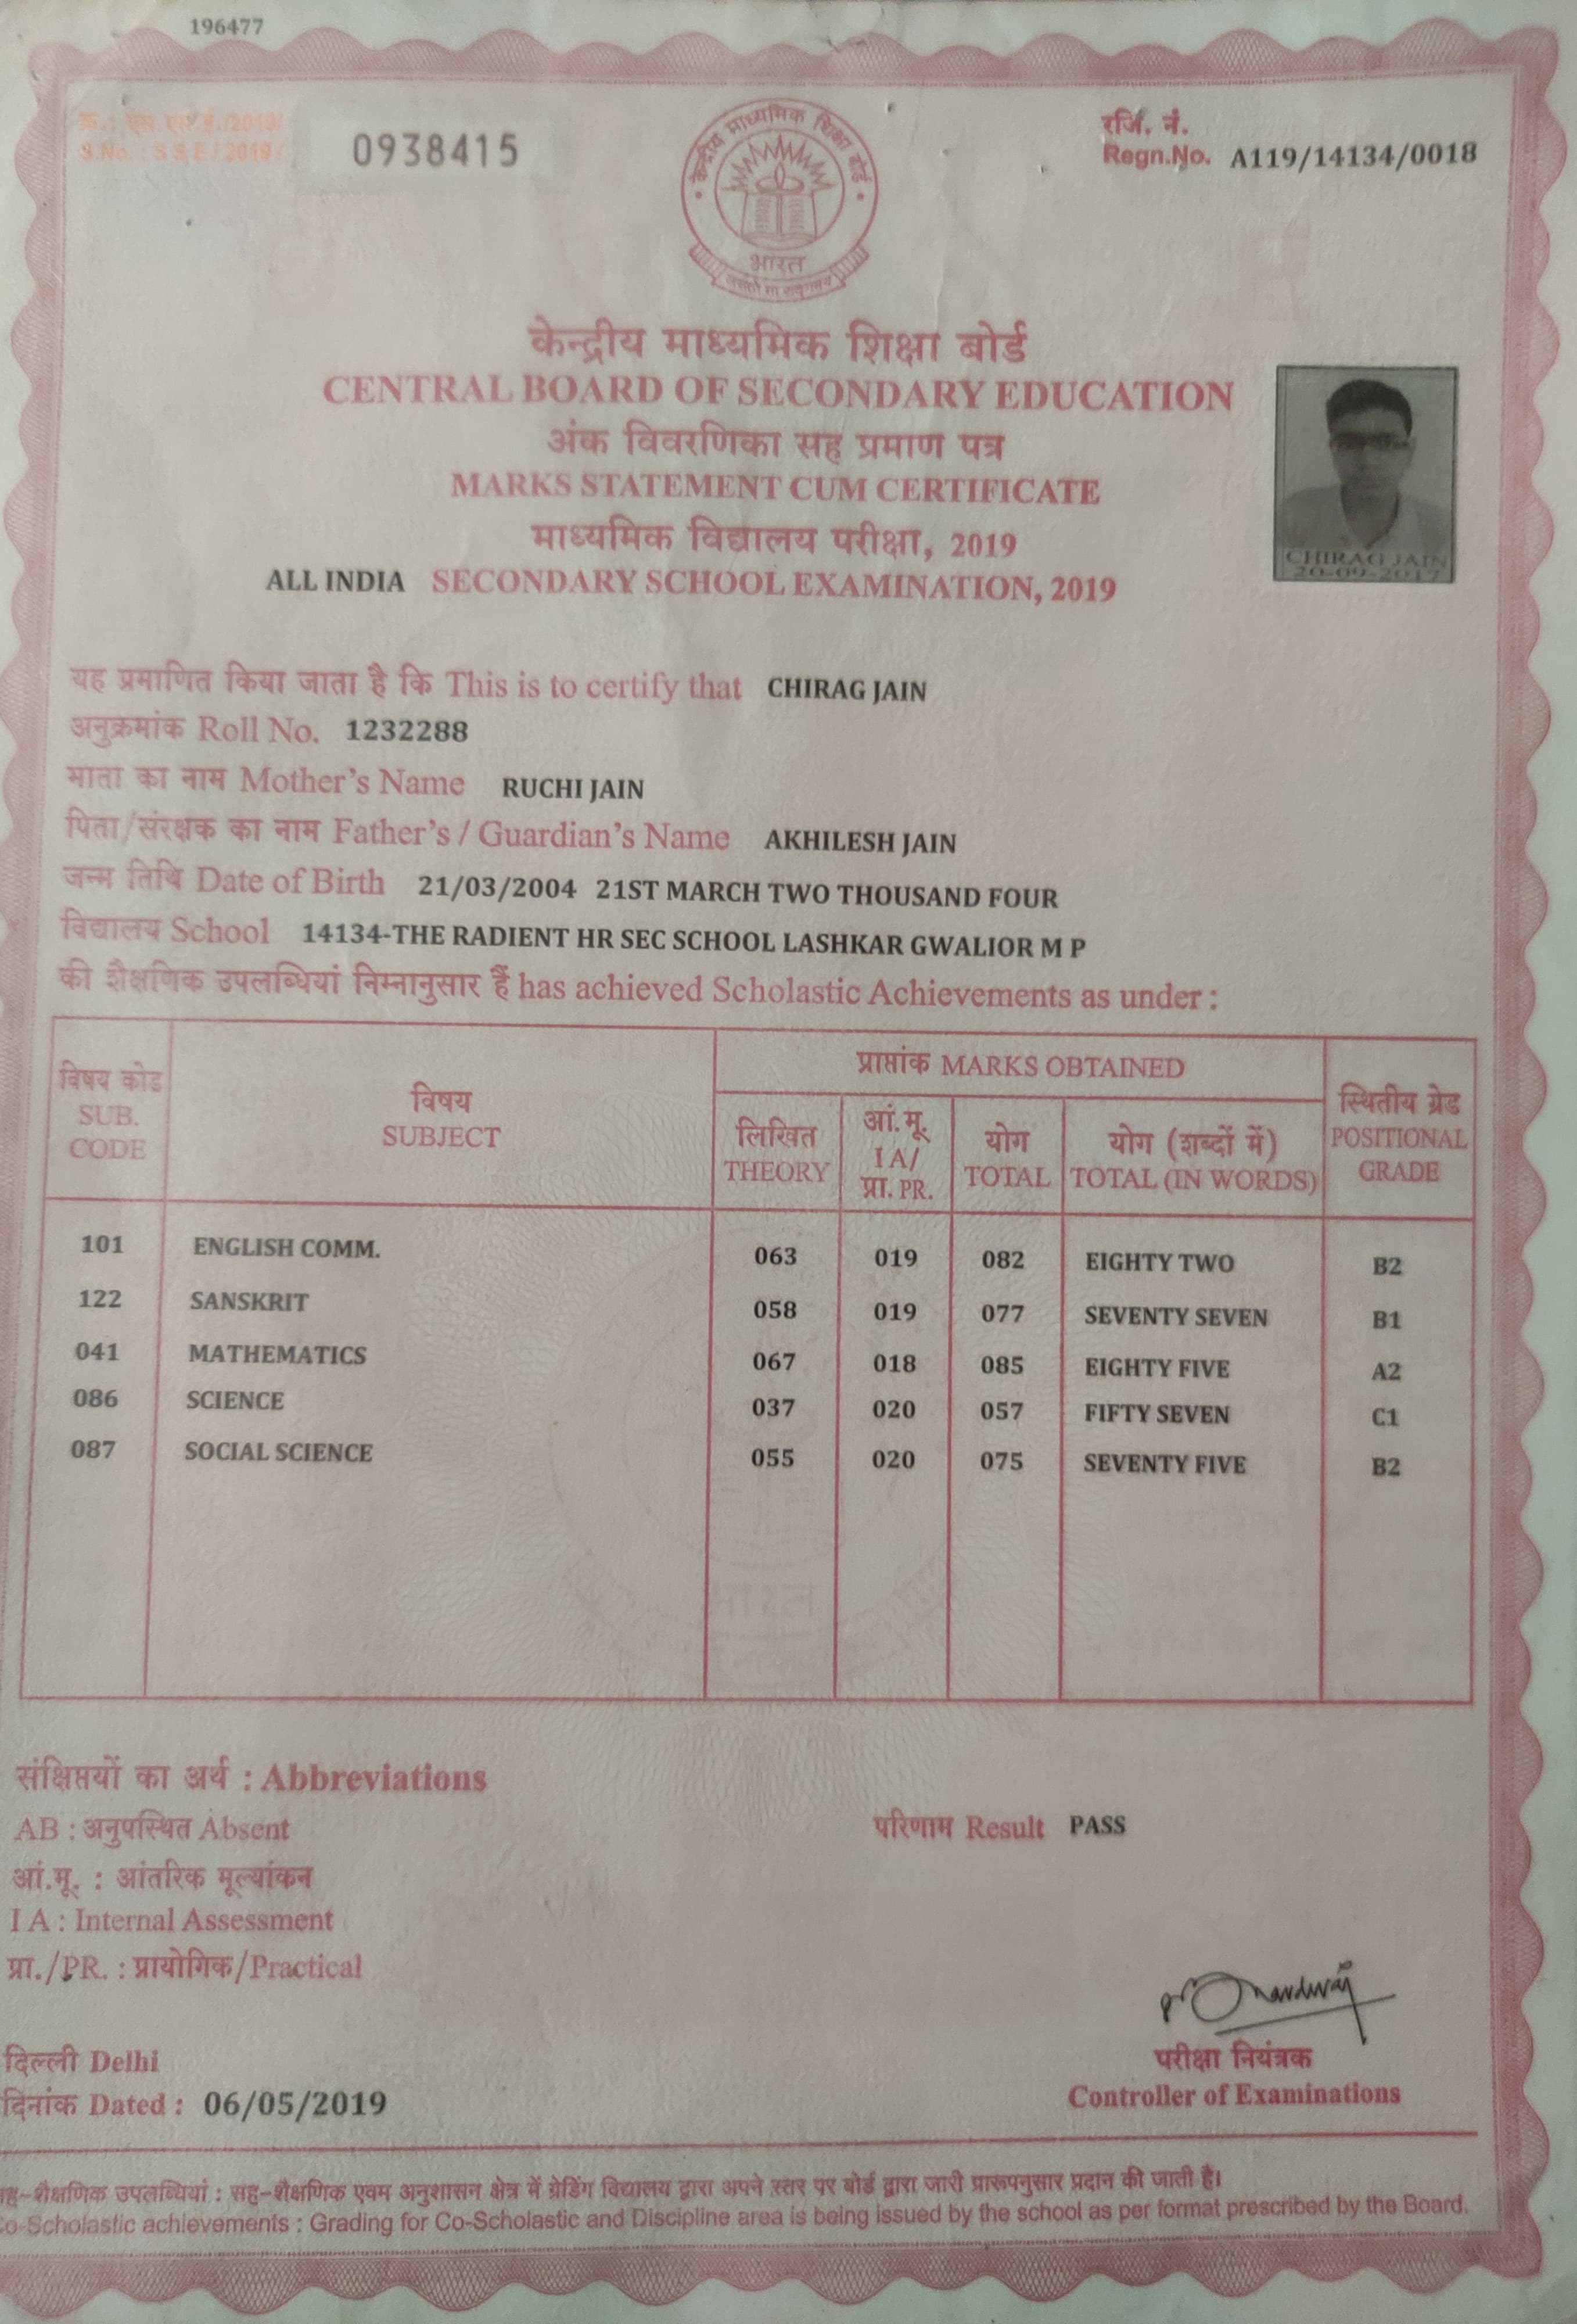 196477
क्र.: एस.एस.ई./2019/
S.No. : S S E / 2019 /
0938415
रजि. नं.
Regn.No. A119/14134/0018
केन्द्रीय माध्यमिक शिक्षा बोर्ड
भारत
केन्द्रीय माध्यमिक शिक्षा बोर्ड
CENTRAL BOARD OF SECONDARY EDUCATION
अंक विवरणिका सह प्रमाण पत्र
MARKS STATEMENT CUM CERTIFICATE
माध्यमिक विद्यालय परीक्षा, 2019
ALL INDIA SECONDARY SCHOOL EXAMINATION, 2019
CHIRAG JAIN
20-09-2017
यह प्रमाणित किया जाता है कि This is to certify that CHIRAG JAIN
अनुक्रमांक Roll No. 1232288
माता का नाम Mother's Name RUCHI JAIN
पिता/संरक्षक का नाम Father's / Guardian's Name AKHILESH JAIN
जन्म तिथि Date of Birth 21/03/2004 21ST MARCH TWO THOUSAND FOUR
विद्यालय School 14134-THE RADIENT HR SEC SCHOOL LASHKAR GWALIOR M P
की शैक्षणिक उपलब्धियां निम्नानुसार हैं has achieved Scholastic Achievements as under :
विषय कोड SUB. CODE
विषय SUBJECT
प्राप्तांक MARKS OBTAINED
लिखित THEORY
आं.मू. I A/ प्रा. PR.
योग TOTAL
योग (शब्दों में) TOTAL (IN WORDS)
स्थितीय ग्रेड POSITIONAL GRADE
101 ENGLISH COMM. 063 019 082 EIGHTY TWO B2
122 SANSKRIT 058 019 077 SEVENTY SEVEN B1
041 MATHEMATICS 067 018 085 EIGHTY FIVE A2
086 SCIENCE 037 020 057 FIFTY SEVEN C1
087 SOCIAL SCIENCE 055 020 075 SEVENTY FIVE B2
संक्षिप्तयों का अर्थ : Abbreviations
AB : अनुपस्थित Absent
परिणाम Result PASS
आं.मू. : आंतरिक मूल्यांकन
I A : Internal Assessment
प्रा./PR. : प्रायोगिक/Practical
दिल्ली Delhi
दिनांक Dated : 06/05/2019
परीक्षा नियंत्रक
Controller of Examinations
ह-शैक्षणिक उपलब्धियां : सह-शैक्षणिक एवम अनुशासन क्षेत्र में ग्रेडिंग विद्यालय द्वारा अपने स्तर पर बोर्ड द्वारा जारी प्रारूपनुसार प्रदान की जाती है।
o-Scholastic achievements : Grading for Co-Scholastic and Discipline area is being issued by the school as per format prescribed by the Board.